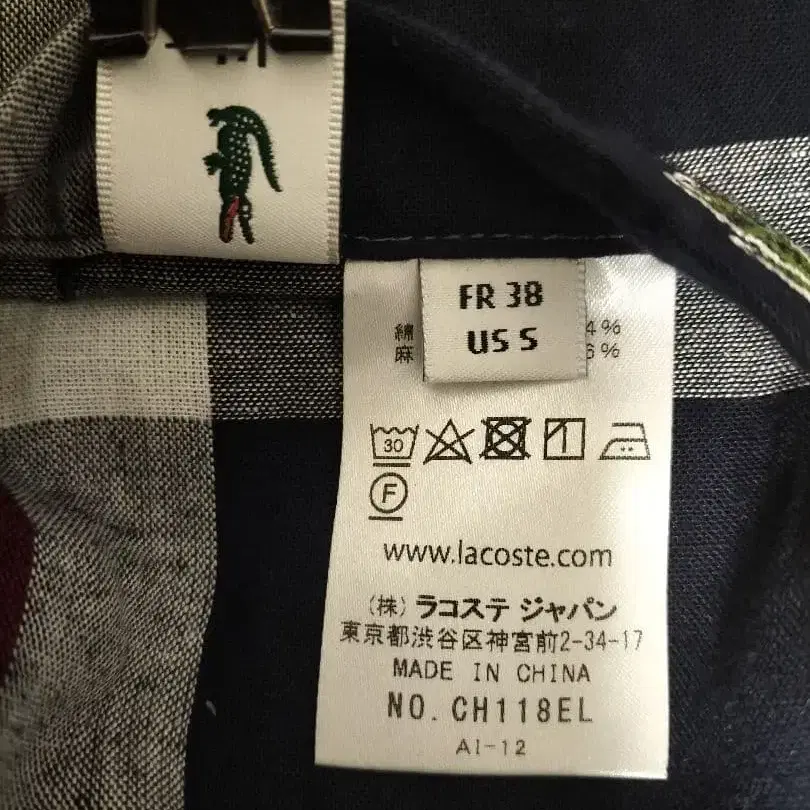 FR 38
US S
綿 4%
麻 6%
30
F
www.lacoste.com
(株) ラコステ ジャパン
東京都渋谷区神宮前2-34-17
MADE IN CHINA
NO. CH118EL
AI-12